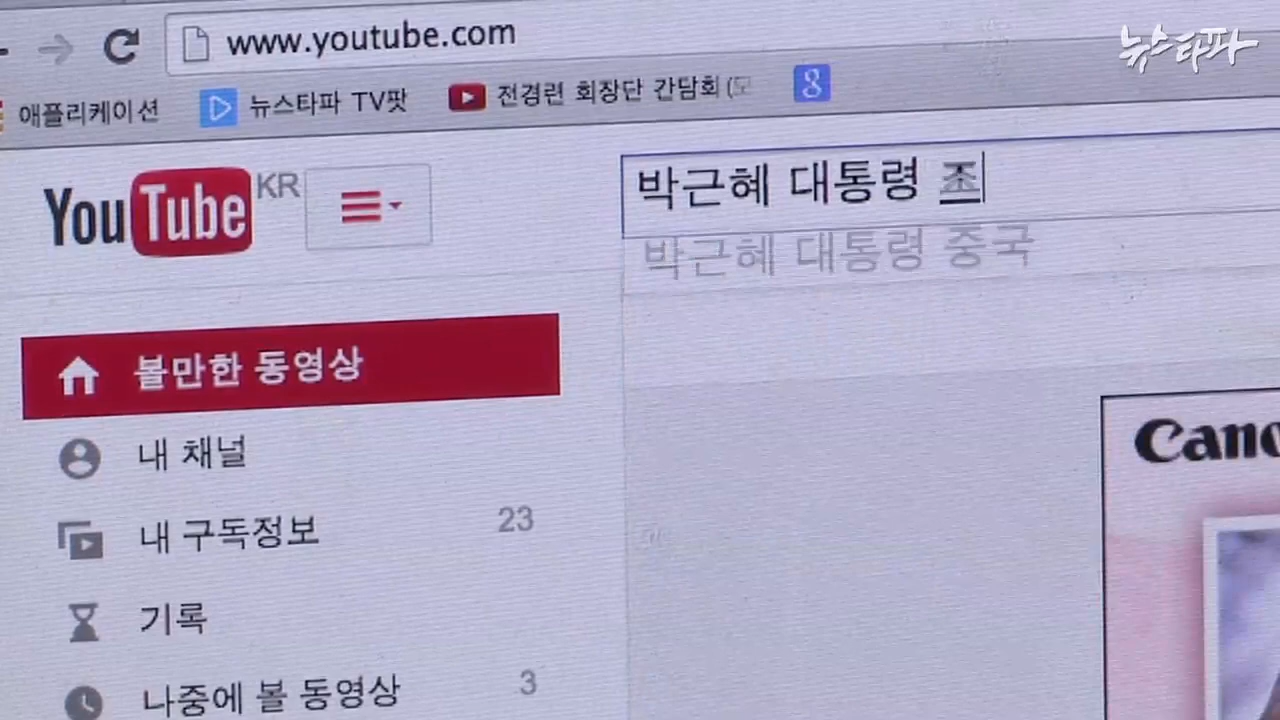 www.youtube.com
뉴스타파
애플리케이션
뉴스타파 TV팟
전경련 회장단 간담회(모
8
YouTube KR
박근혜 대통령 조
박근혜 대통령 중국
볼만한 동영상
내 채널
내 구독정보 23
기록
나중에 볼 동영상 3
Cano